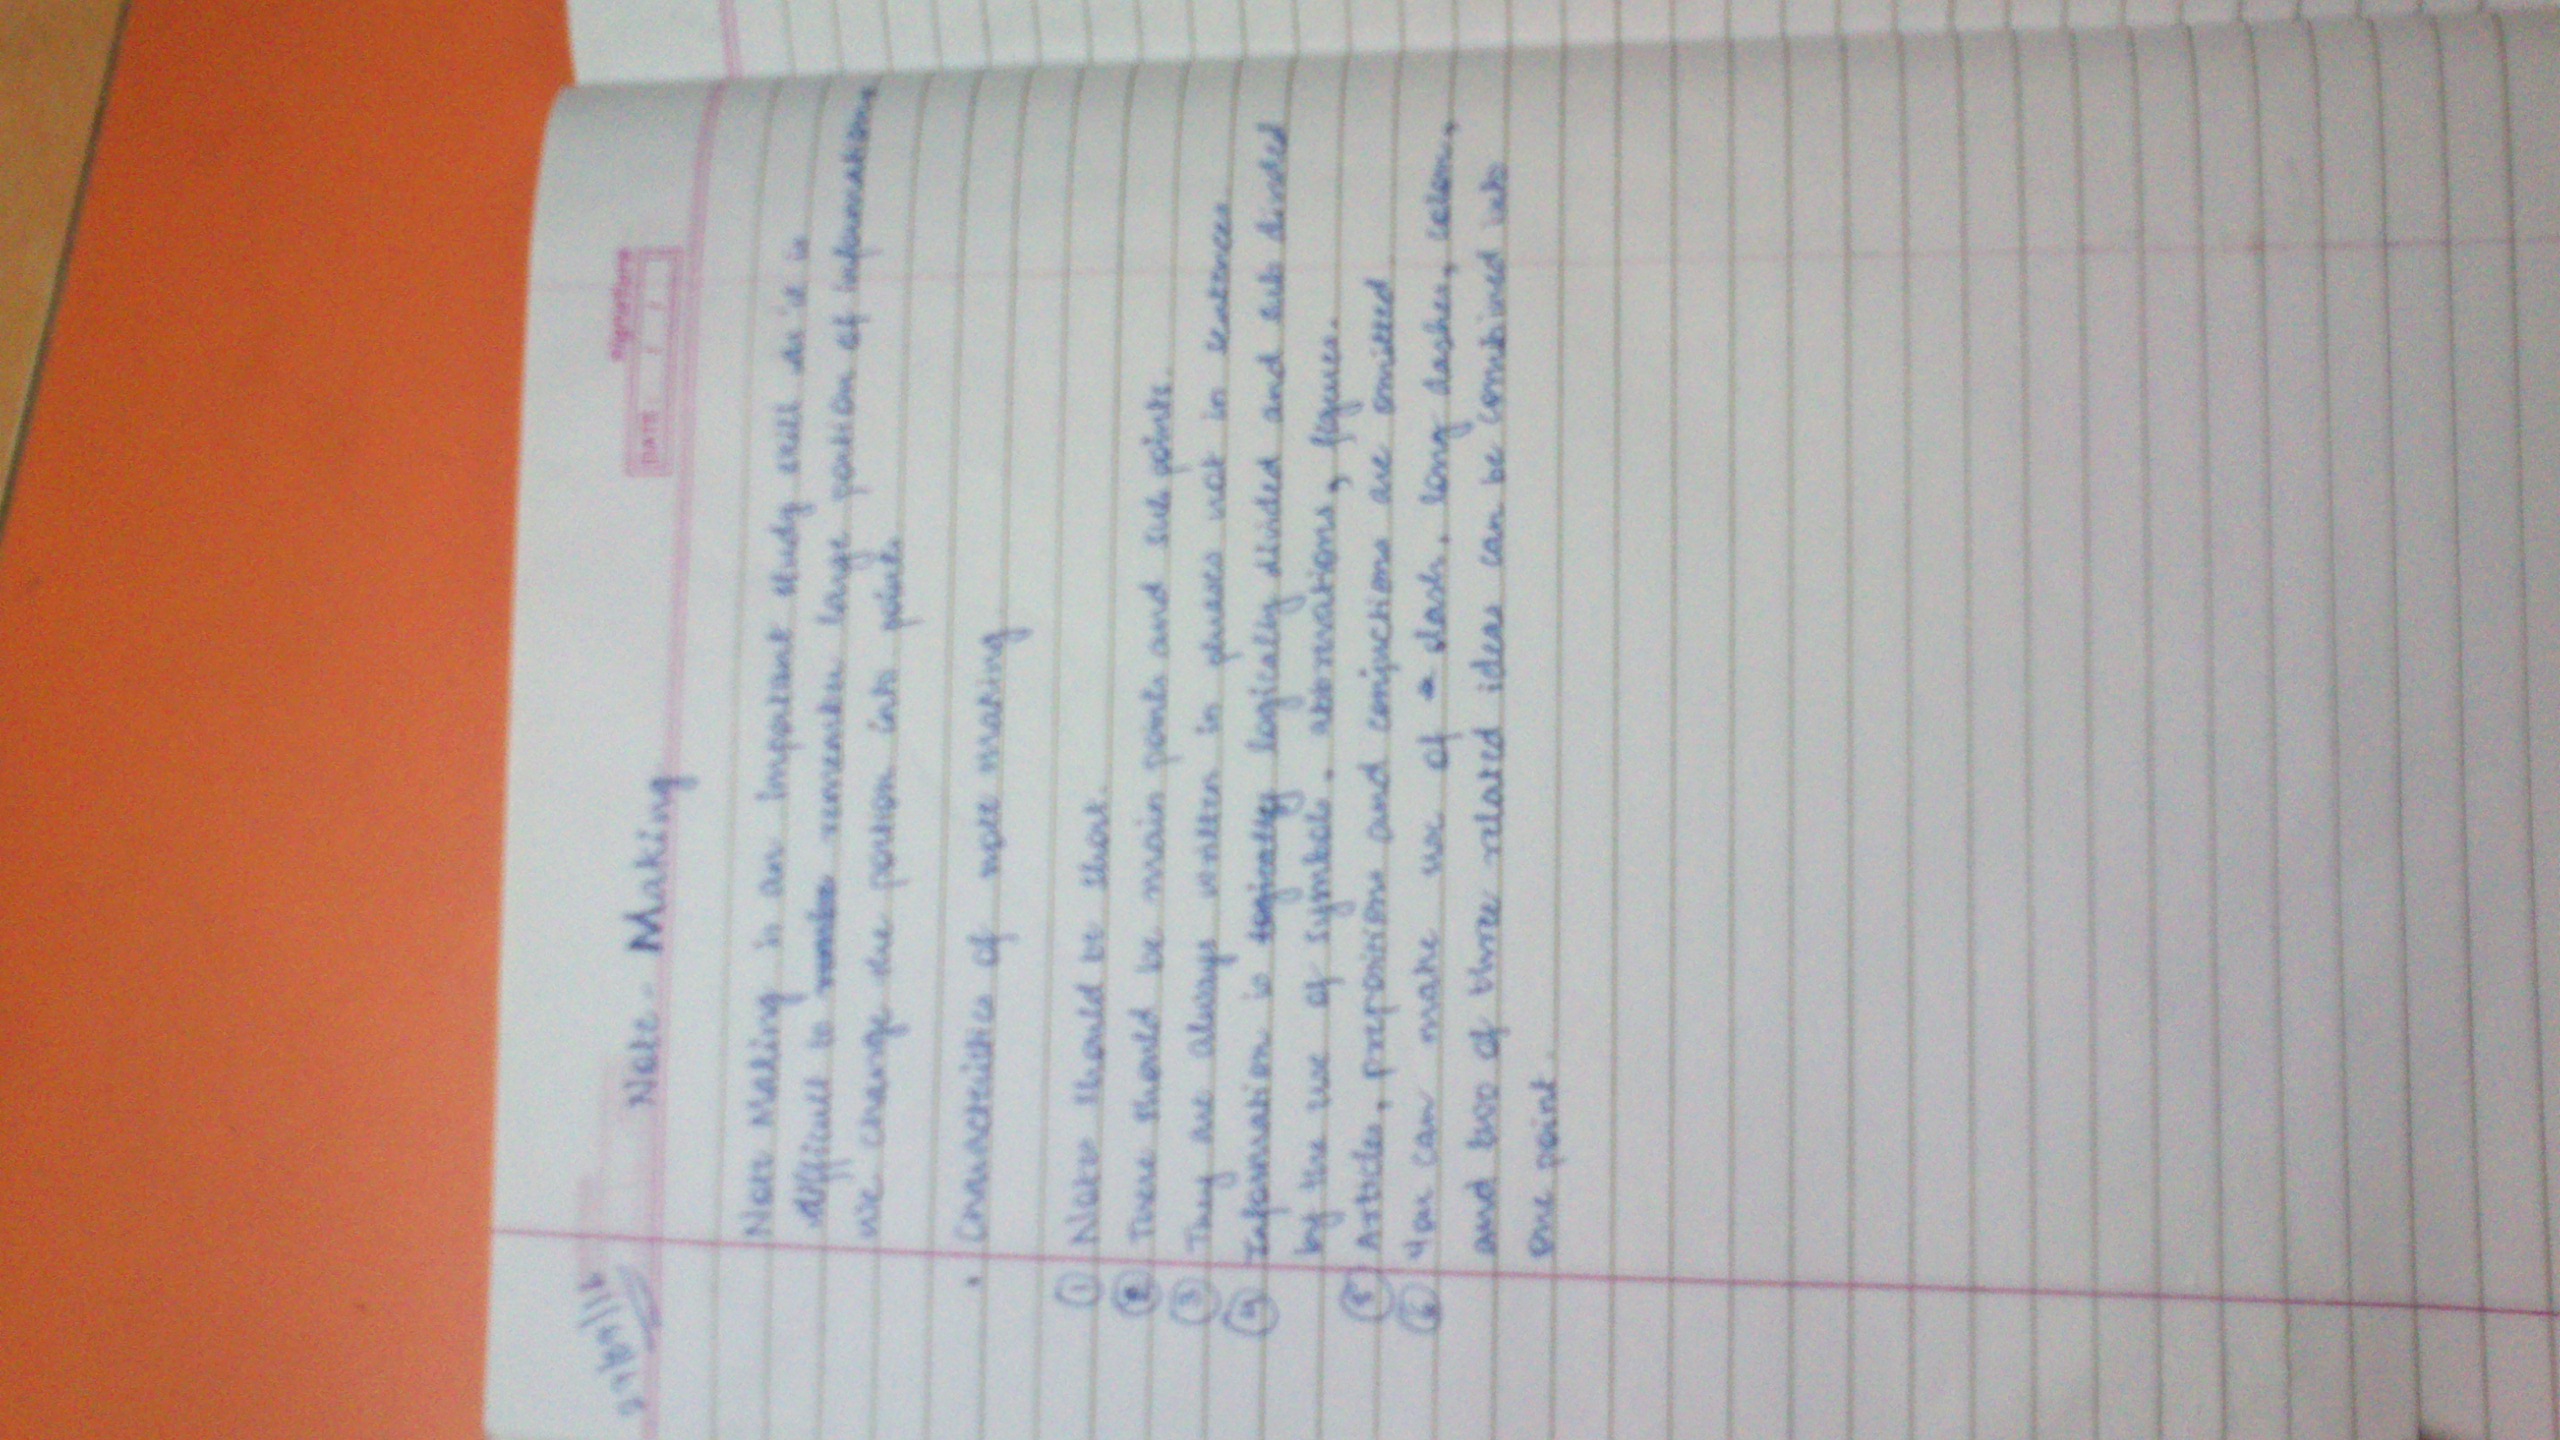 27/07/16
Note - Making
signature
DATE: / /
Note Making is an important study skill as it is
difficult to remember large portion of informations
we change the portion into points
• Characteristics of note making
① Notes should be short.
② There should be main points and sub points.
③ They are always written in phrases not in sentences
④ Information is logically logically divided and sub divided
by the use of symbols, abbrevations, figures.
⑤ Articles, prepositions and conjuctions are omitted
⑥ You can make use of dash, long dashes, colon,
and two of three related ideas can be combined into
one point.